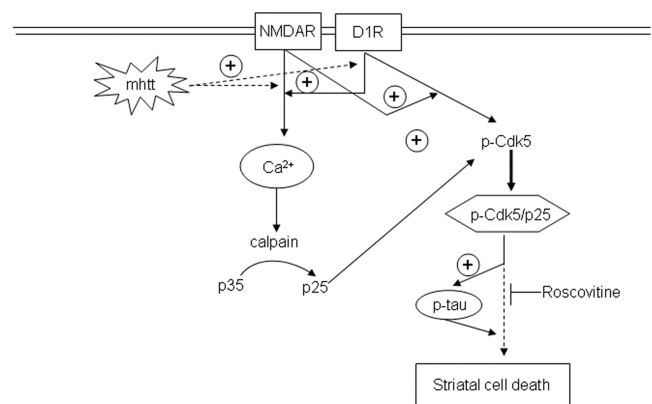 NMDAR
D1R
+
mhtt
+
+
+
p-Cdk5
Ca²⁺
p-Cdk5/p25
calpain
p35
p25
+
Roscovitine
p-tau
Striatal cell death